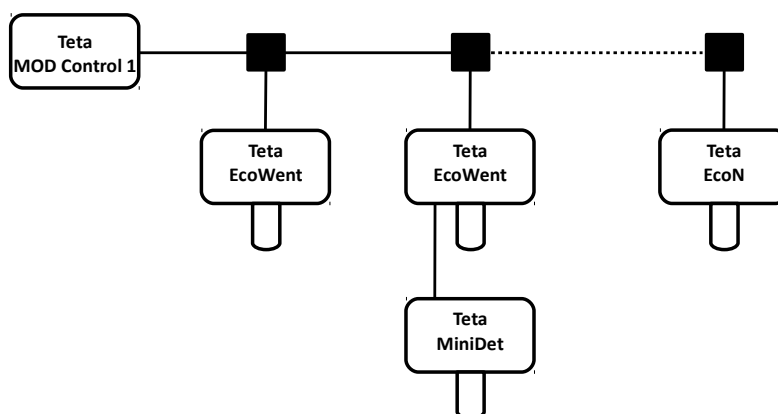 Teta
MOD Control 1
Teta
EcoWent
Teta
EcoWent
Teta
EcoN
Teta
MiniDet